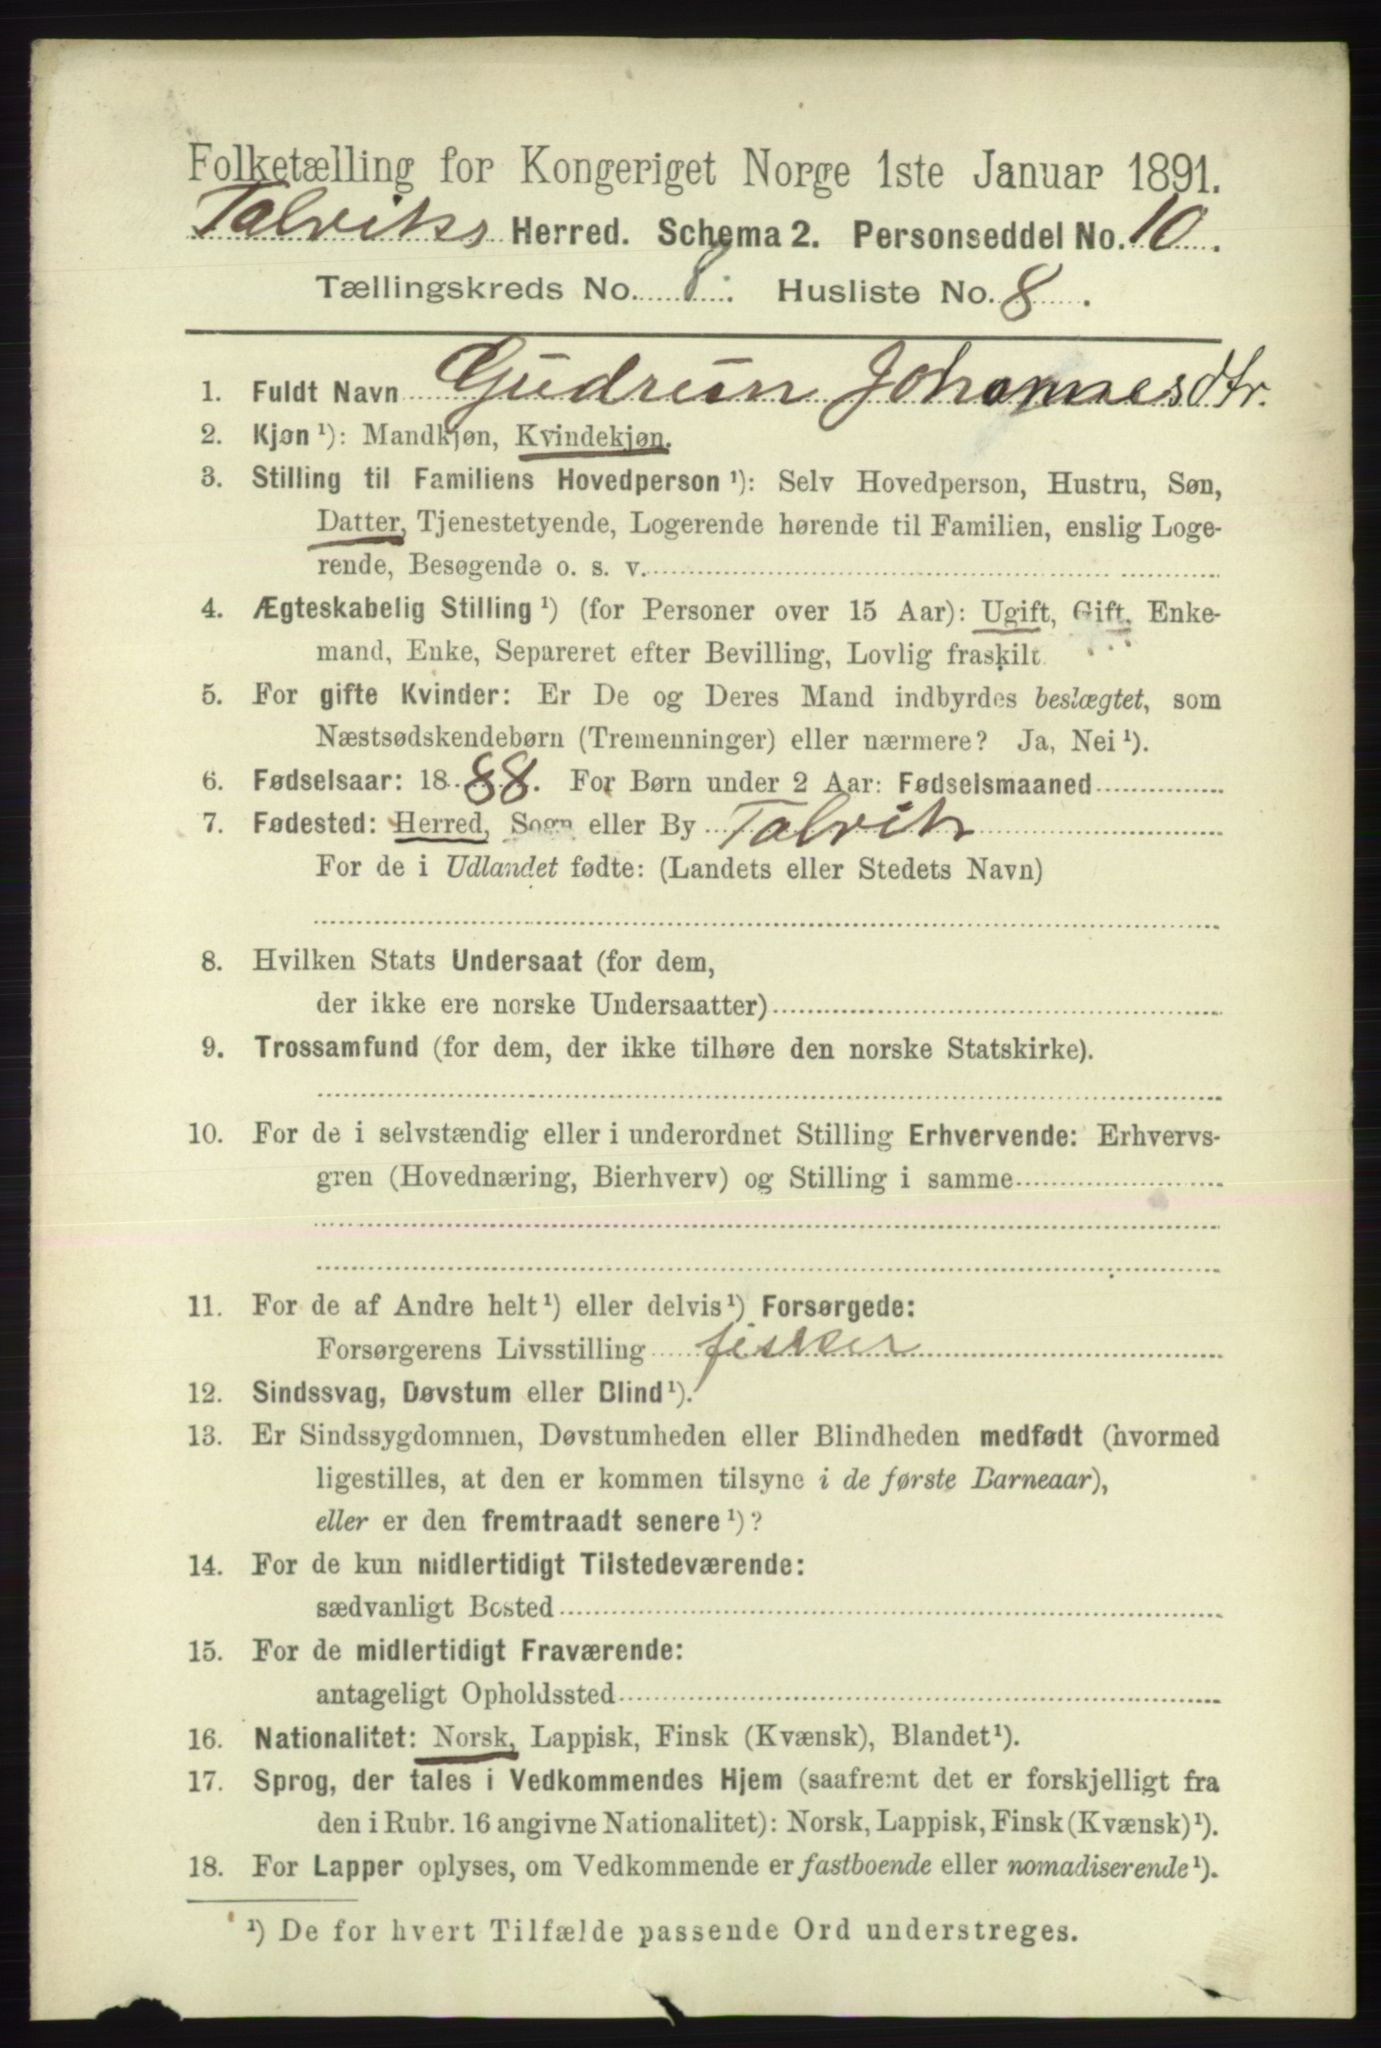 Folketælling for Kongeriget Norge 1ste Januar 1891.
Talviks Herred. Schema 2. Personseddel No. 10.
Tællingskreds No. 8. Husliste No. 8.
1. Fuldt Navn Gudrun Johannesdtr.
2. Kjøn ¹): Mandkjøn, Kvindekjøn.
3. Stilling til Familiens Hovedperson ¹): Selv Hovedperson, Hustru, Søn,
Datter, Tjenestetyende, Logerende hørende til Familien, enslig Loge-
rende, Besøgende o. s. v.
4. Ægteskabelig Stilling ¹) (for Personer over 15 Aar): Ugift, Gift, Enke-
mand, Enke, Separeret efter Bevilling, Lovlig fraskilt.
5. For gifte Kvinder: Er De og Deres Mand indbyrdes beslægtet, som
Næstsødskendebørn (Tremenninger) eller nærmere? Ja, Nei ¹).
6. Fødselsaar: 1888. For Børn under 2 Aar: Fødselsmaaned
7. Fødested: Herred, Sogn eller By Talvik
For de i Udlandet fødte: (Landets eller Stedets Navn)
8. Hvilken Stats Undersaat (for dem,
der ikke ere norske Undersaatter)
9. Trossamfund (for dem, der ikke tilhøre den norske Statskirke).
10. For de i selvstændig eller i underordnet Stilling Erhvervende: Erhvervs-
gren (Hovednæring, Bierhverv) og Stilling i samme
11. For de af Andre helt ¹) eller delvis ¹) Forsørgede:
Forsørgerens Livsstilling fisker
12. Sindssvag, Døvstum eller Blind ¹).
13. Er Sindssygdommen, Døvstumheden eller Blindheden medfødt (hvormed
ligestilles, at den er kommen tilsyne i de første Barneaar),
eller er den fremtraadt senere ¹)?
14. For de kun midlertidigt Tilstedeværende:
sædvanligt Bosted
15. For de midlertidigt Fraværende:
antageligt Opholdssted
16. Nationalitet: Norsk, Lappisk, Finsk (Kvænsk), Blandet ¹).
17. Sprog, der tales i Vedkommendes Hjem (saafremt det er forskjelligt fra
den i Rubr. 16 angivne Nationalitet): Norsk, Lappisk, Finsk (Kvænsk) ¹).
18. For Lapper oplyses, om Vedkommende er fastboende eller nomadiserende ¹).
¹) De for hvert Tilfælde passende Ord understreges.